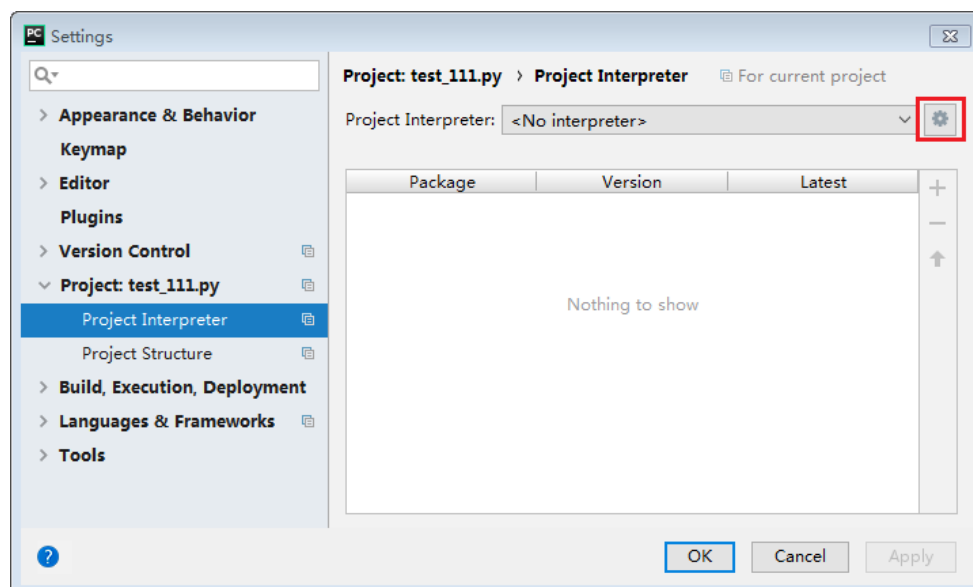 PC Settings
Project: test_111.py > Project Interpreter For current project
Appearance & Behavior
Project Interpreter: <No interpreter>
Keymap
Editor
Package Version Latest
Plugins
Version Control
Project: test_111.py
Nothing to show
Project Interpreter
Project Structure
Build, Execution, Deployment
Languages & Frameworks
Tools
? OK Cancel Apply